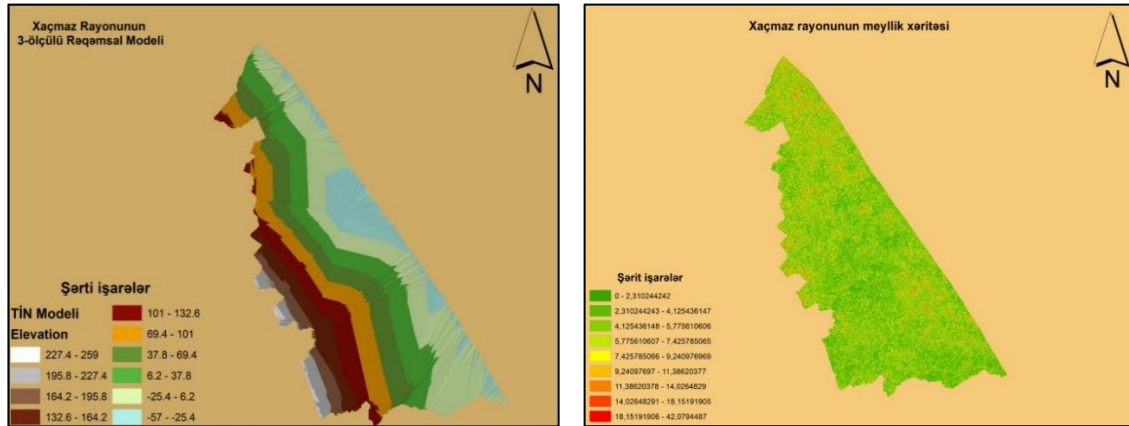 Xaçmaz Rayonunun
3-ölçülü Rəqəmsal Modeli
N
Şərti işarələr
TİN Modeli
Elevation
227.4 - 259
195.8 - 227.4
164.2 - 195.8
132.6 - 164.2
101 - 132.6
69.4 - 101
37.8 - 69.4
6.2 - 37.8
-25.4 - 6.2
-57 - -25.4
Xaçmaz rayonunun meyllik xəritəsi
N
Şərit işarələr
0 - 2,310244242
2,310244243 - 4,125436147
4,125436148 - 5,775610606
5,775610607 - 7,425785065
7,425785066 - 9,240976969
9,24097697 - 11,38620377
11,38620378 - 14,0264829
14,02648291 - 18,15191905
18,15191906 - 42,0794487